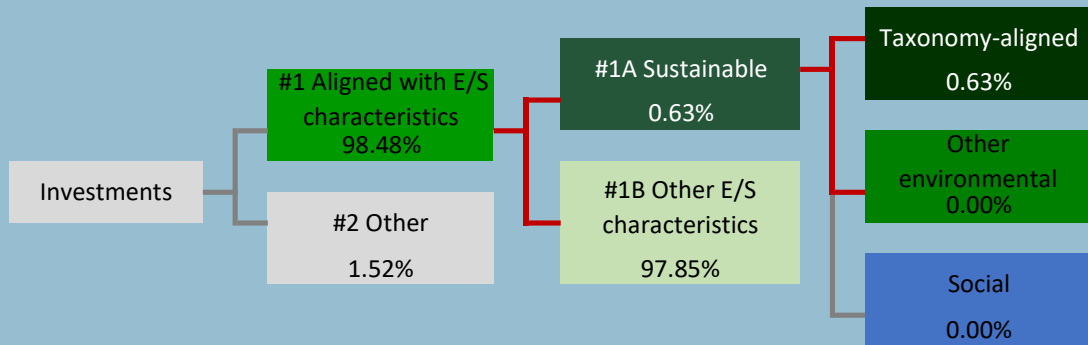 Investments
#1 Aligned with E/S
characteristics
98.48%
#2 Other
1.52%
#1A Sustainable
0.63%
#1B Other E/S
characteristics
97.85%
Taxonomy-aligned
0.63%
Other
environmental
0.00%
Social
0.00%